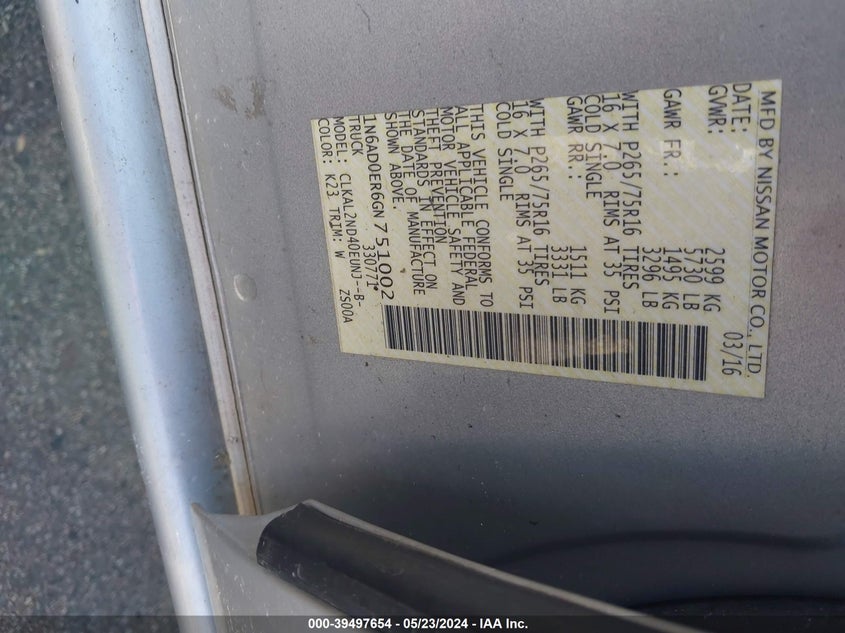 MFD BY NISSAN MOTOR CO., LTD.
DATE: 03/16
GVWR: 2599 KG
5730 LB
GAWR FR.: 1495 KG
3296 LB
WITH P265/75R16 TIRES
16 X 7.0 RIMS AT 35 PSI
COLD SINGLE
GAWR RR.: 1511 KG
3331 LB
WITH P265/75R16 TIRES
16 X 7.0 RIMS AT 35 PSI
COLD SINGLE
THIS VEHICLE CONFORMS TO
ALL APPLICABLE FEDERAL
MOTOR VEHICLE SAFETY AND
THEFT PREVENTION
STANDARDS IN EFFECT ON
THE DATE OF MANUFACTURE
SHOWN ABOVE.
1N6AD0ER6GN751002
TRUCK 330771*
MODEL: CLKAL2ND40EUNJ--B-
COLOR: K23 TRIM: W ZS00A
000-39497654 - 05/23/2024 - IAA Inc.